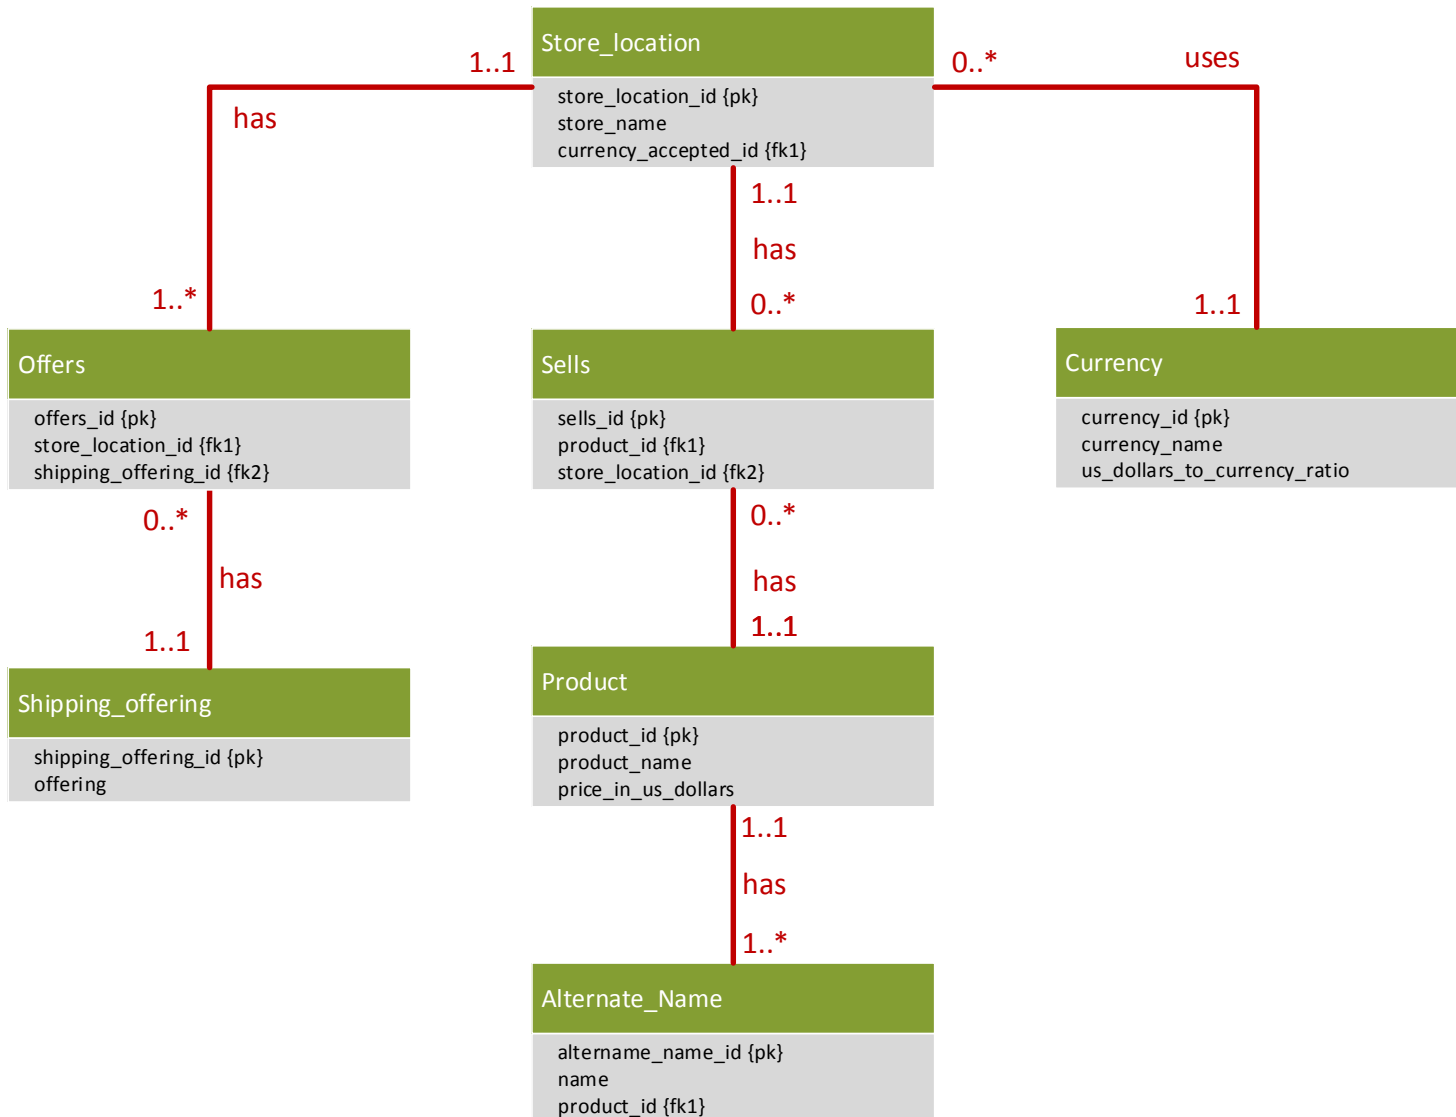 Store_location
store_location_id {pk}
store_name
currency_accepted_id {fk1}
1..1
has
1..*
0..*
uses
1..1
1..1
has
0..*
Offers
offers_id {pk}
store_location_id {fk1}
shipping_offering_id {fk2}
Sells
sells_id {pk}
product_id {fk1}
store_location_id {fk2}
Currency
currency_id {pk}
currency_name
us_dollars_to_currency_ratio
0..*
has
1..1
0..*
has
1..1
Shipping_offering
shipping_offering_id {pk}
offering
Product
product_id {pk}
product_name
price_in_us_dollars
1..1
has
1..*
Alternate_Name
altername_name_id {pk}
name
product_id {fk1}